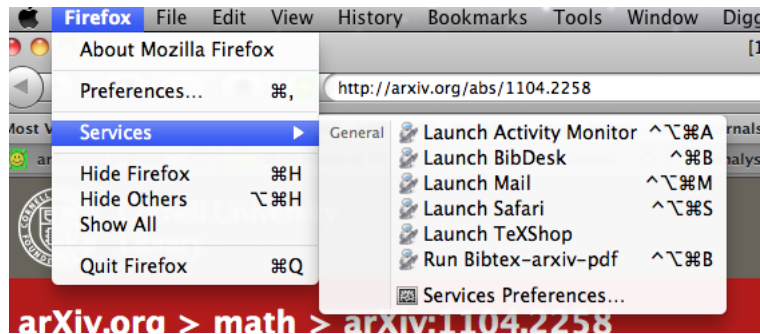 Firefox File Edit View History Bookmarks Tools Window
About Mozilla Firefox
Preferences... ⌘,
http://arxiv.org/abs/1104.2258
Services
General Launch Activity Monitor ^⌥⌘A
Launch BibDesk ^⌘B
Hide Firefox ⌘H
Launch Mail ^⌥⌘M
Hide Others ⌥⌘H
Launch Safari ^⌥⌘S
Show All
Launch TeXShop
Quit Firefox ⌘Q
Run Bibtex-arxiv-pdf ^⌥⌘B
Services Preferences...
arXiv.org > math > arXiv:1104.2258